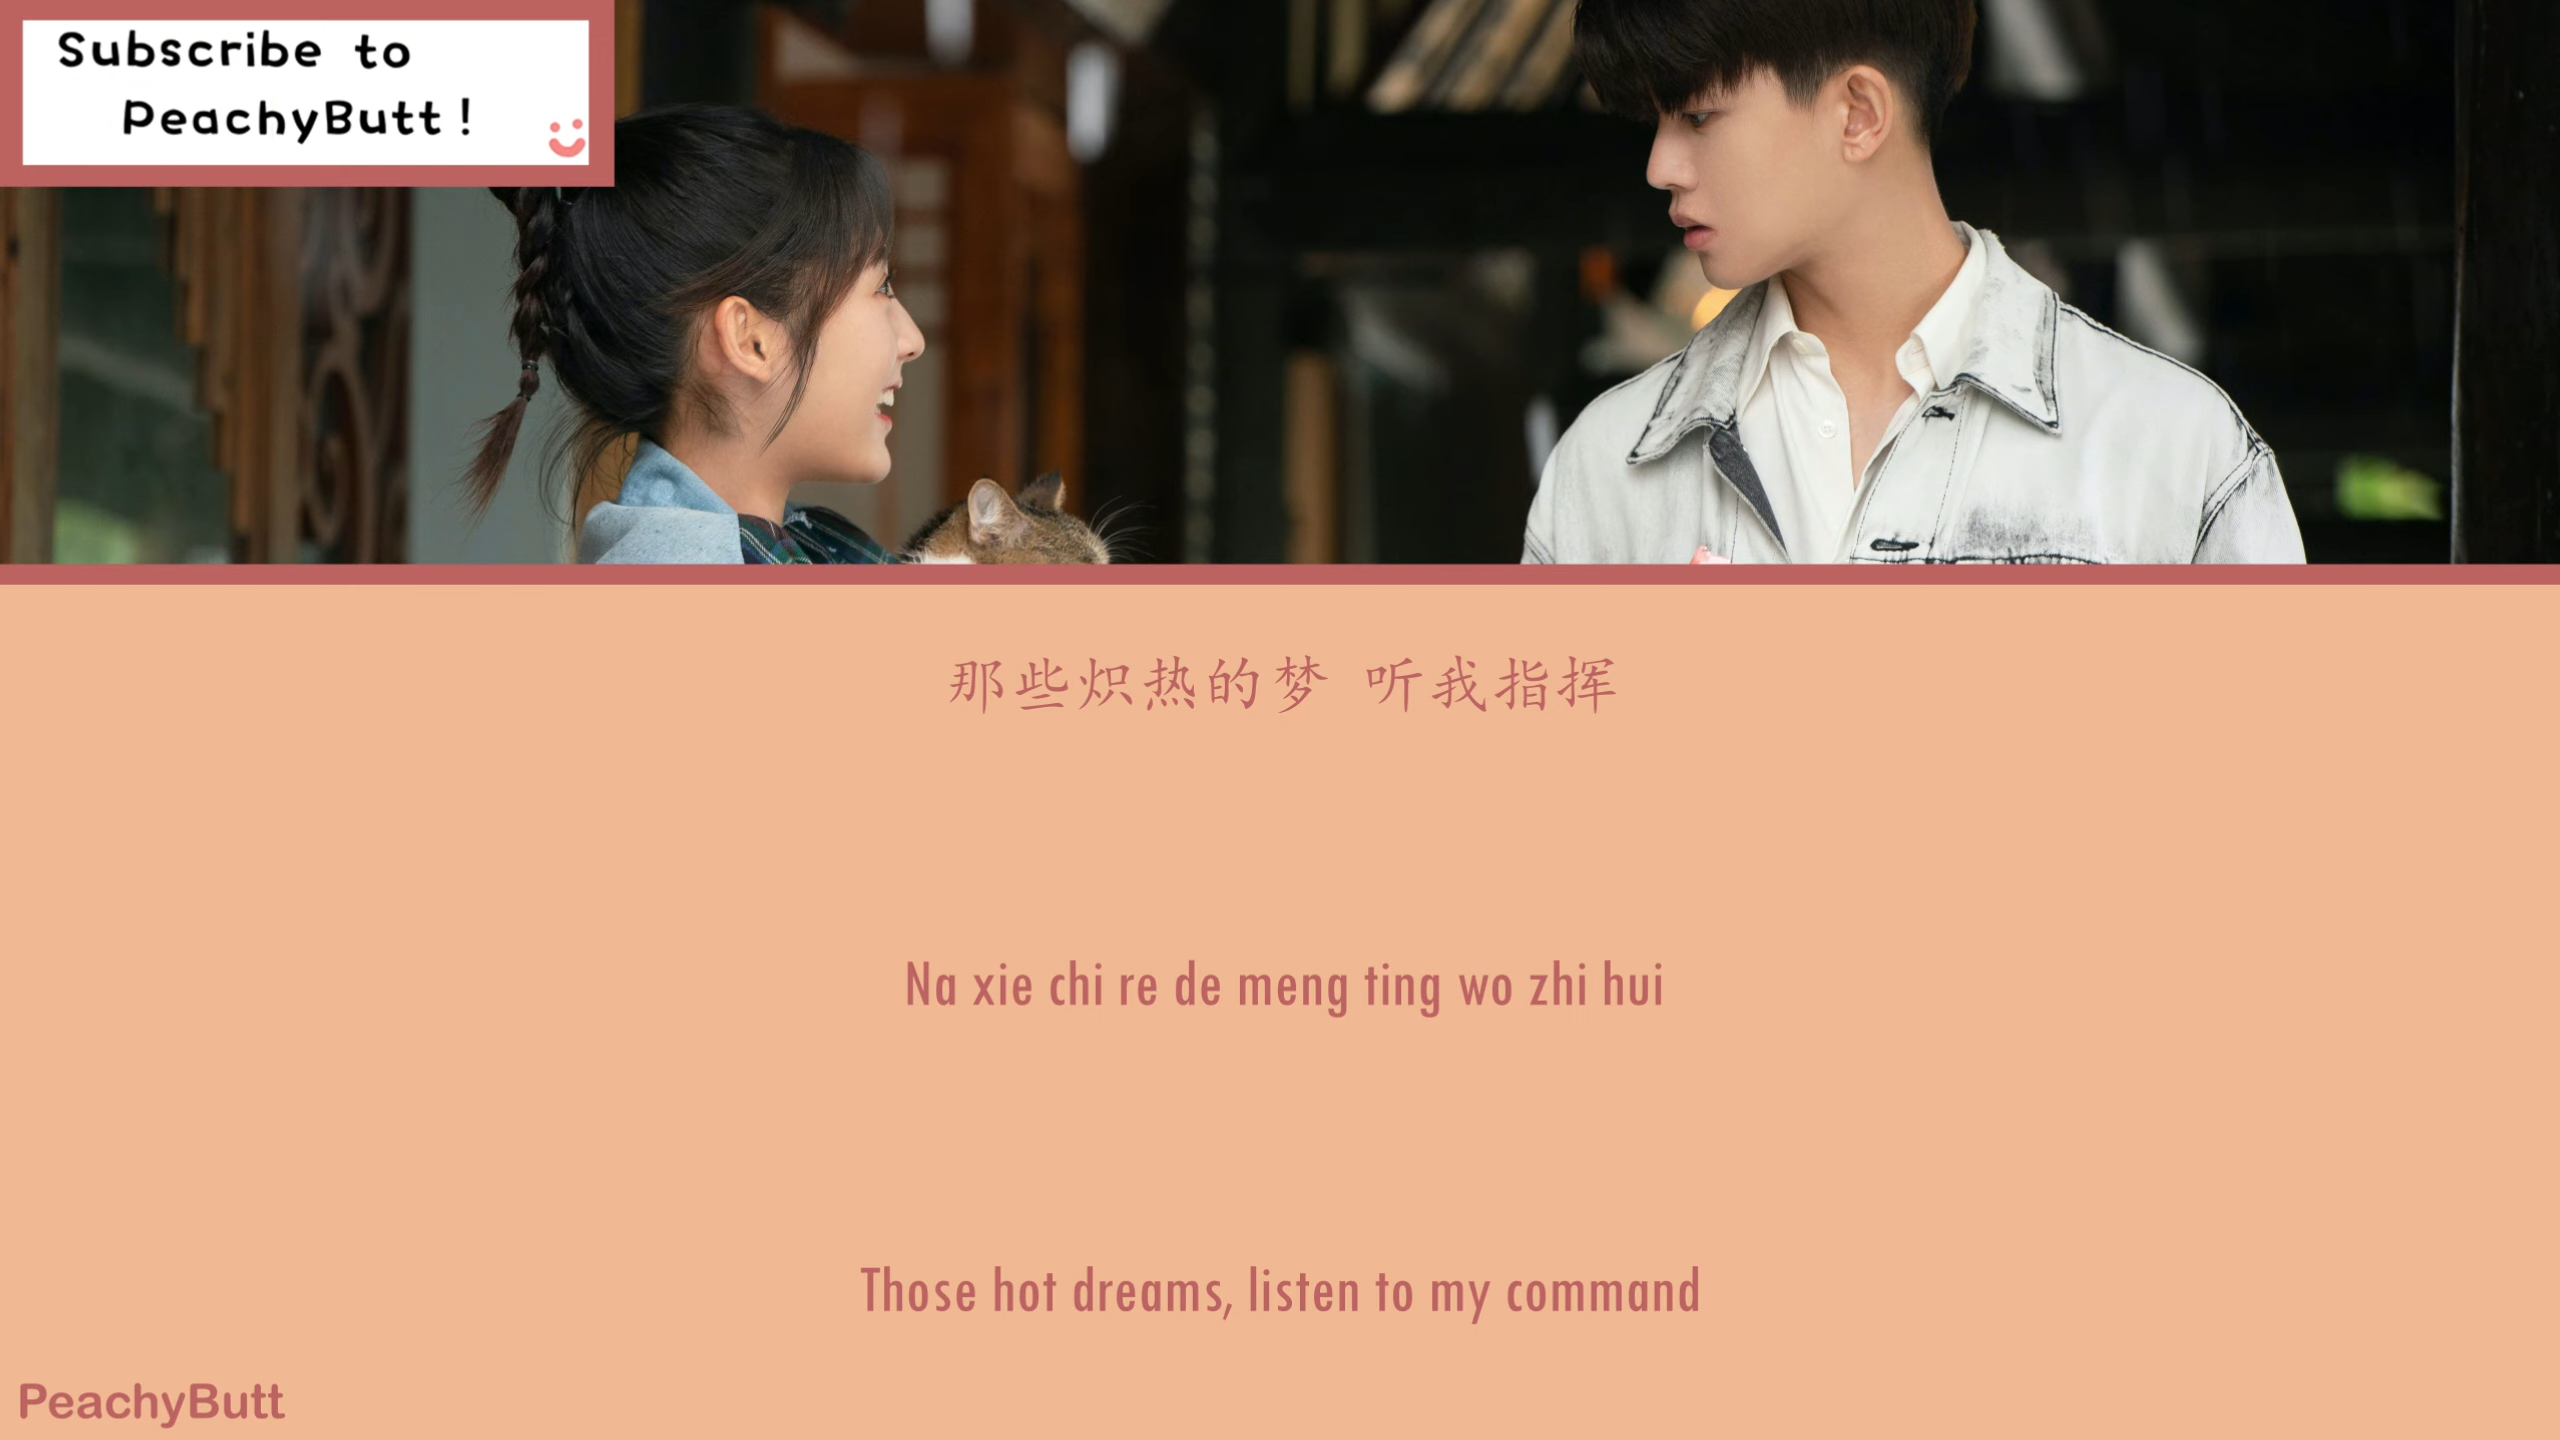 Subscribe to
PeachyButt!
那些炽热的梦 听我指挥
Na xie chi re de meng ting wo zhi hui
Those hot dreams, listen to my command
PeachyButt